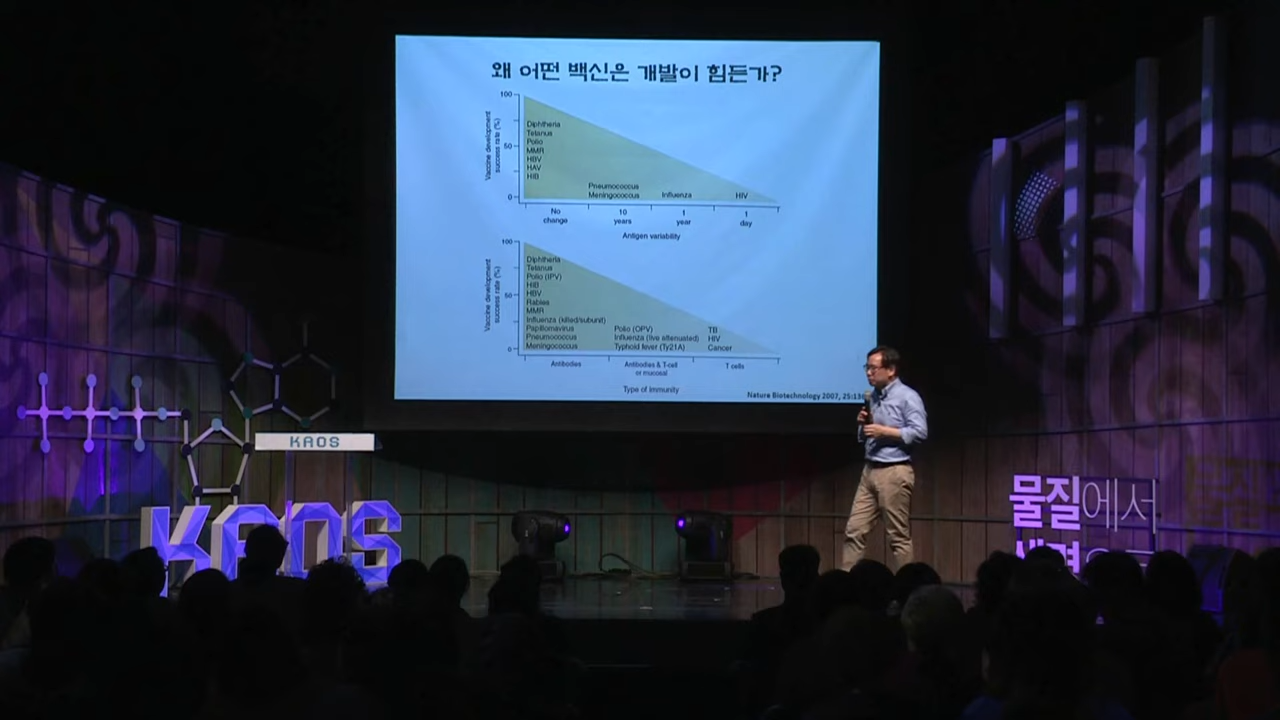 왜 어떤 백신은 개발이 힘든가?
Vaccine development
success rate (%)
100
50
0
Diphtheria
Tetanus
Polio
MMR
HBV
HAV
HIB
Pneumococcus
Meningococcus
Influenza
HIV
No
change
10
years
1
year
1
day
Antigen variability
Vaccine development
success rate (%)
100
50
0
Diphtheria
Tetanus
Polio (IPV)
HIB
HBV
Rabies
MMR
Influenza (killed/subunit)
Papillomavirus
Pneumococcus
Meningococcus
Polio (OPV)
Influenza (live attenuated)
Typhoid fever (Ty21A)
TB
HIV
Cancer
Antibodies
Antibodies & T-cell
or mucosal
T cells
Type of immunity
Nature Biotechnology 2007, 25:13
KAOS
KAOS
물질에서